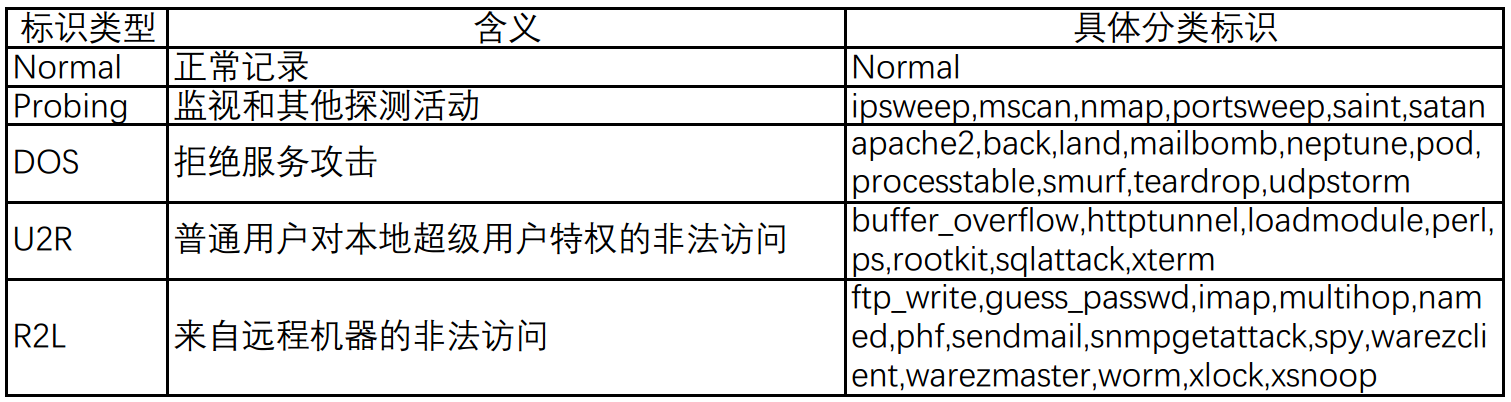 标识类型 含义 具体分类标识
Normal 正常记录 Normal
Probing 监视和其他探测活动 ipsweep,mscan,nmap,portsweep,saint,satan
DOS 拒绝服务攻击 apache2,back,land,mailbomb,neptune,pod,
processtable,smurf,teardrop,udpstorm
U2R 普通用户对本地超级用户特权的非法访问 buffer_overflow,httptunnel,loadmodule,perl,
ps,rootkit,sqlattack,xterm
R2L 来自远程机器的非法访问 ftp_write,guess_passwd,imap,multihop,nam
ed,phf,sendmail,snmpgetattack,spy,warezcli
ent,warezmaster,worm,xlock,xsnoop